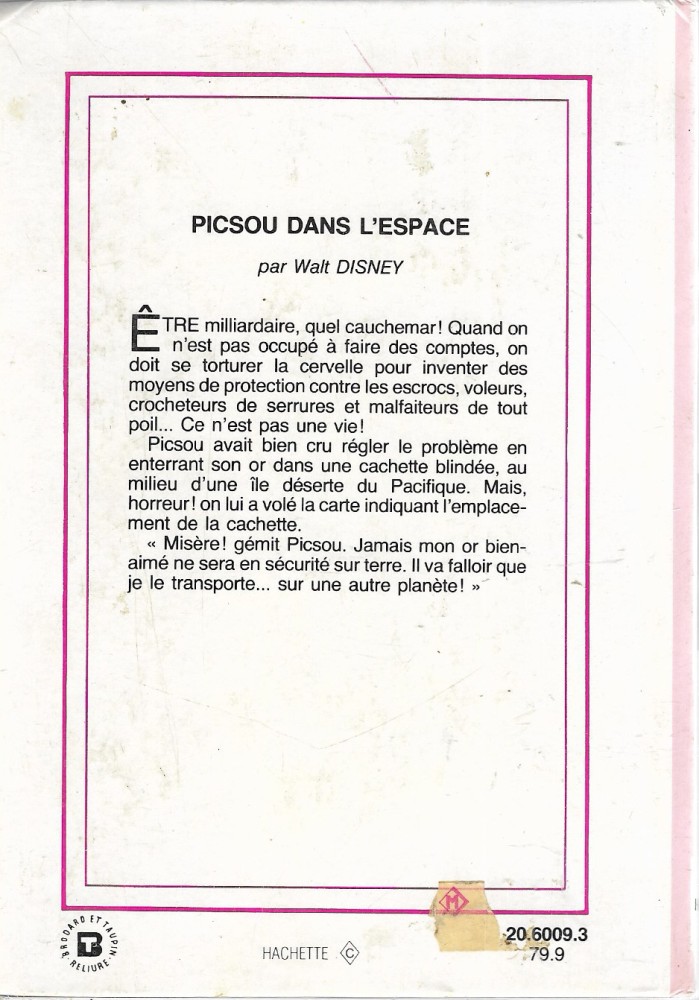 PICSOU DANS L'ESPACE
par Walt DISNEY
ÊTRE milliardaire, quel cauchemar! Quand on
n'est pas occupé à faire des comptes, on
doit se torturer la cervelle pour inventer des
moyens de protection contre les escrocs, voleurs,
crocheteurs de serrures et malfaiteurs de tout
poil... Ce n'est pas une vie!
Picsou avait bien cru régler le problème en
enterrant son or dans une cachette blindée, au
milieu d'une île déserte du Pacifique. Mais,
horreur! on lui a volé la carte indiquant l'emplace-
ment de la cachette.
« Misère! gémit Picsou. Jamais mon or bien-
aimé ne sera en sécurité sur terre. Il va falloir que
je le transporte... sur une autre planète! »
M
BRODARD ET TAUPIN
BT
RELIURE
HACHETTE C
20.6009.3
79.9